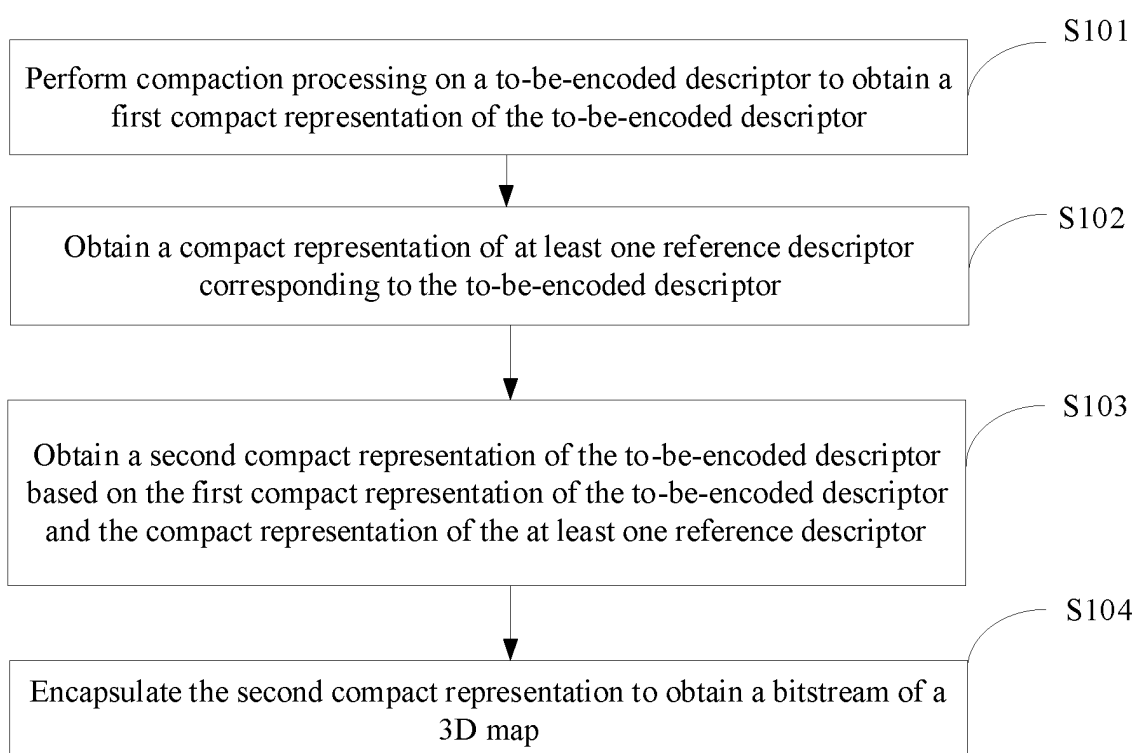 S101
Perform compaction processing on a to-be-encoded descriptor to obtain a
first compact representation of the to-be-encoded descriptor
S102
Obtain a compact representation of at least one reference descriptor
corresponding to the to-be-encoded descriptor
S103
Obtain a second compact representation of the to-be-encoded descriptor
based on the first compact representation of the to-be-encoded descriptor
and the compact representation of the at least one reference descriptor
S104
Encapsulate the second compact representation to obtain a bitstream of a
3D map